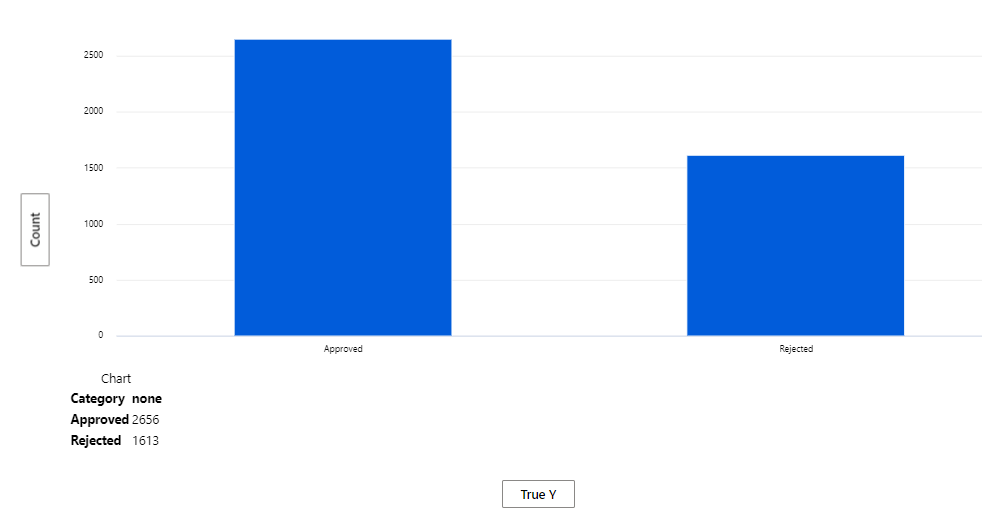 2500
2000
1500
1000
500
0
Count
Approved Rejected
Chart
Category none
Approved 2656
Rejected 1613
True Y